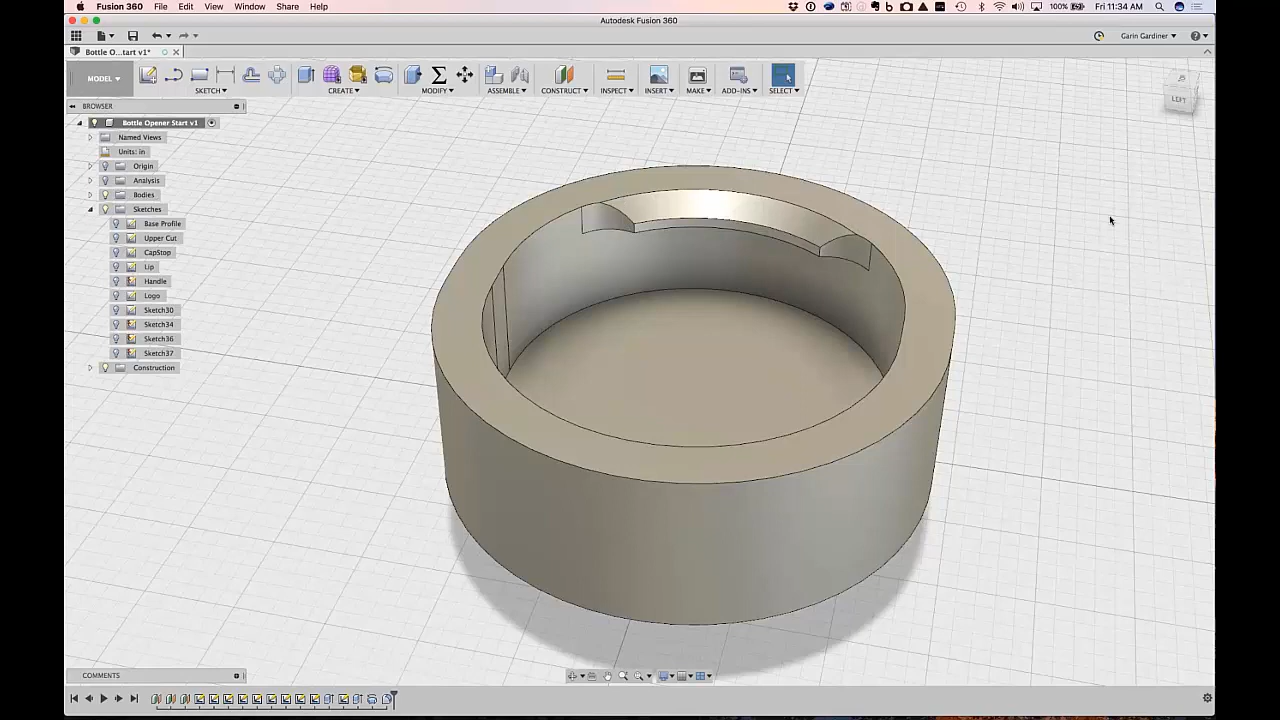 Fusion 360 File Edit View Window Share Help 100% Fri 11:34 AM
Autodesk Fusion 360
Garin Gardiner
Bottle O...tart v1*
MODEL SKETCH CREATE MODIFY ASSEMBLE CONSTRUCT INSPECT INSERT MAKE ADD-INS SELECT
LEFT
BROWSER
Bottle Opener Start v1
Named Views
Units: in
Origin
Analysis
Bodies
Sketches
Base Profile
Upper Cut
CapStop
Lip
Handle
Logo
Sketch30
Sketch34
Sketch36
Sketch37
Construction
COMMENTS